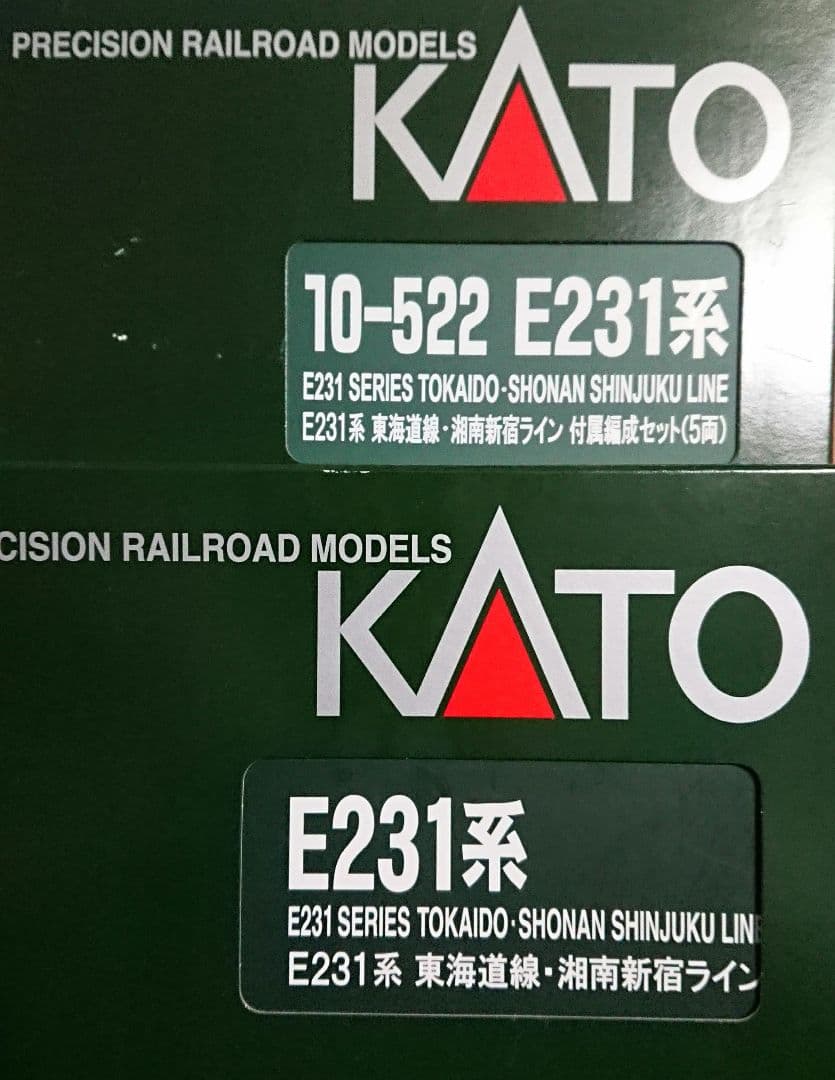 PRECISION RAILROAD MODELS
KATO
10-522 E231系
E231 SERIES TOKAIDO·SHONAN SHINJUKU LINE
E231系 東海道線・湘南新宿ライン 付属編成セット(5両)
CISION RAILROAD MODELS
KATO
E231系
E231 SERIES TOKAIDO·SHONAN SHINJUKU LINE
E231系 東海道線・湘南新宿ライン